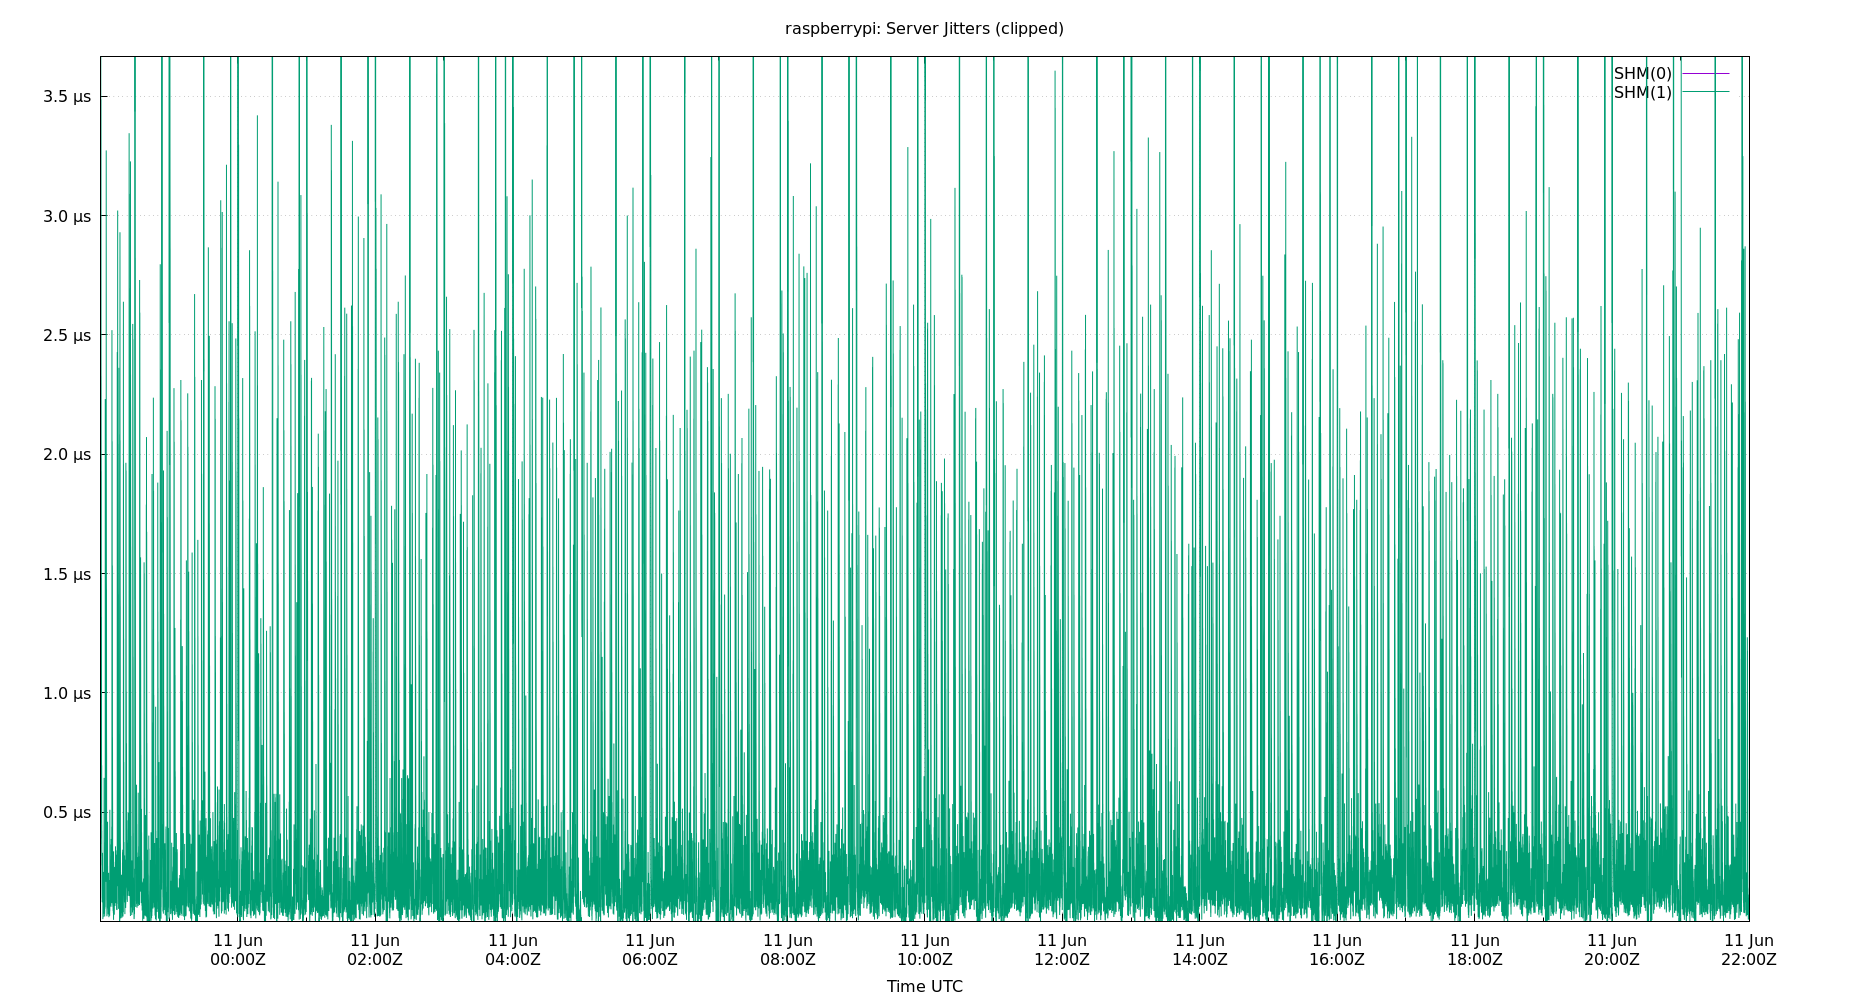 raspberrypi: Server Jitters (clipped)
SHM(0)
SHM(1)
3.5 µs
3.0 µs
2.5 µs
2.0 µs
1.5 µs
1.0 µs
0.5 µs
11 Jun 11 Jun 11 Jun 11 Jun 11 Jun 11 Jun 11 Jun 11 Jun 11 Jun 11 Jun 11 Jun 11 Jun
00:00Z 02:00Z 04:00Z 06:00Z 08:00Z 10:00Z 12:00Z 14:00Z 16:00Z 18:00Z 20:00Z 22:00Z
Time UTC